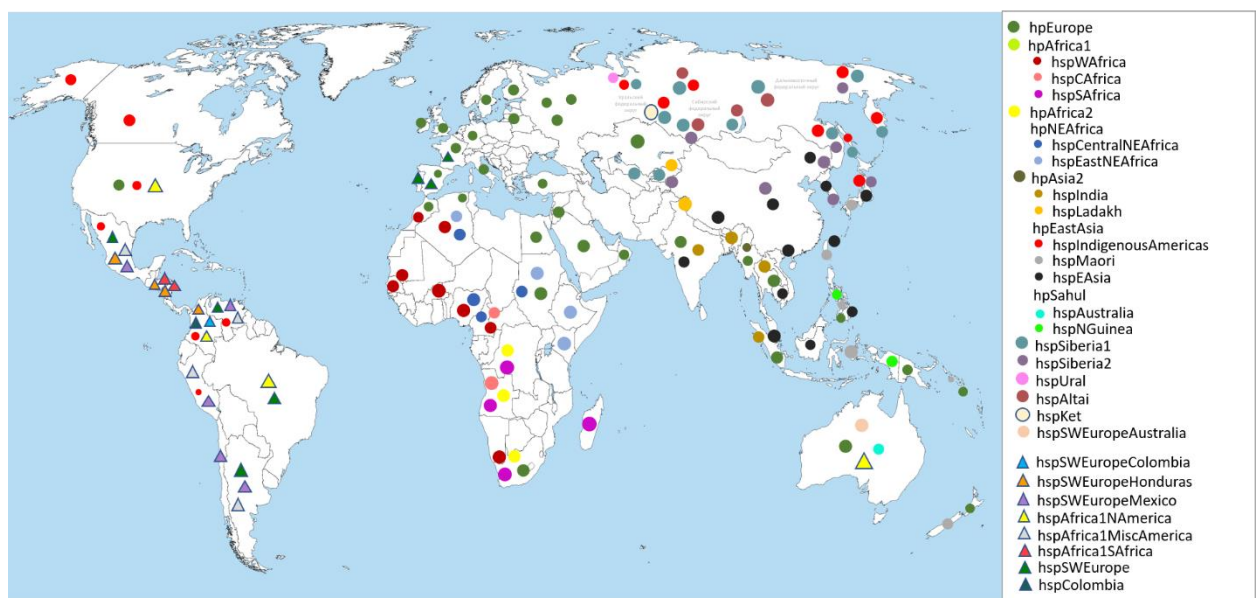 hpEurope
hpAfrica1
hspWAfrica
hspCAfrica
hspSAfrica
hpAfrica2
hpNEAfrica
hspCentralNEAfrica
hspEastNEAfrica
hpAsia2
hspIndia
hspLadakh
hpEastAsia
hspIndigenousAmericas
hspMaori
hspEAsia
hpSahul
hspAustralia
hspNGuinea
hspSiberia1
hspSiberia2
hspUral
hspAltai
hspKet
hspSWEuropeAustralia
hspSWEuropeColombia
hspSWEuropeHonduras
hspSWEuropeMexico
hspAfrica1NAmerica
hspAfrica1MiscAmerica
hspAfrica1SAfrica
hspSWEurope
hspColombia